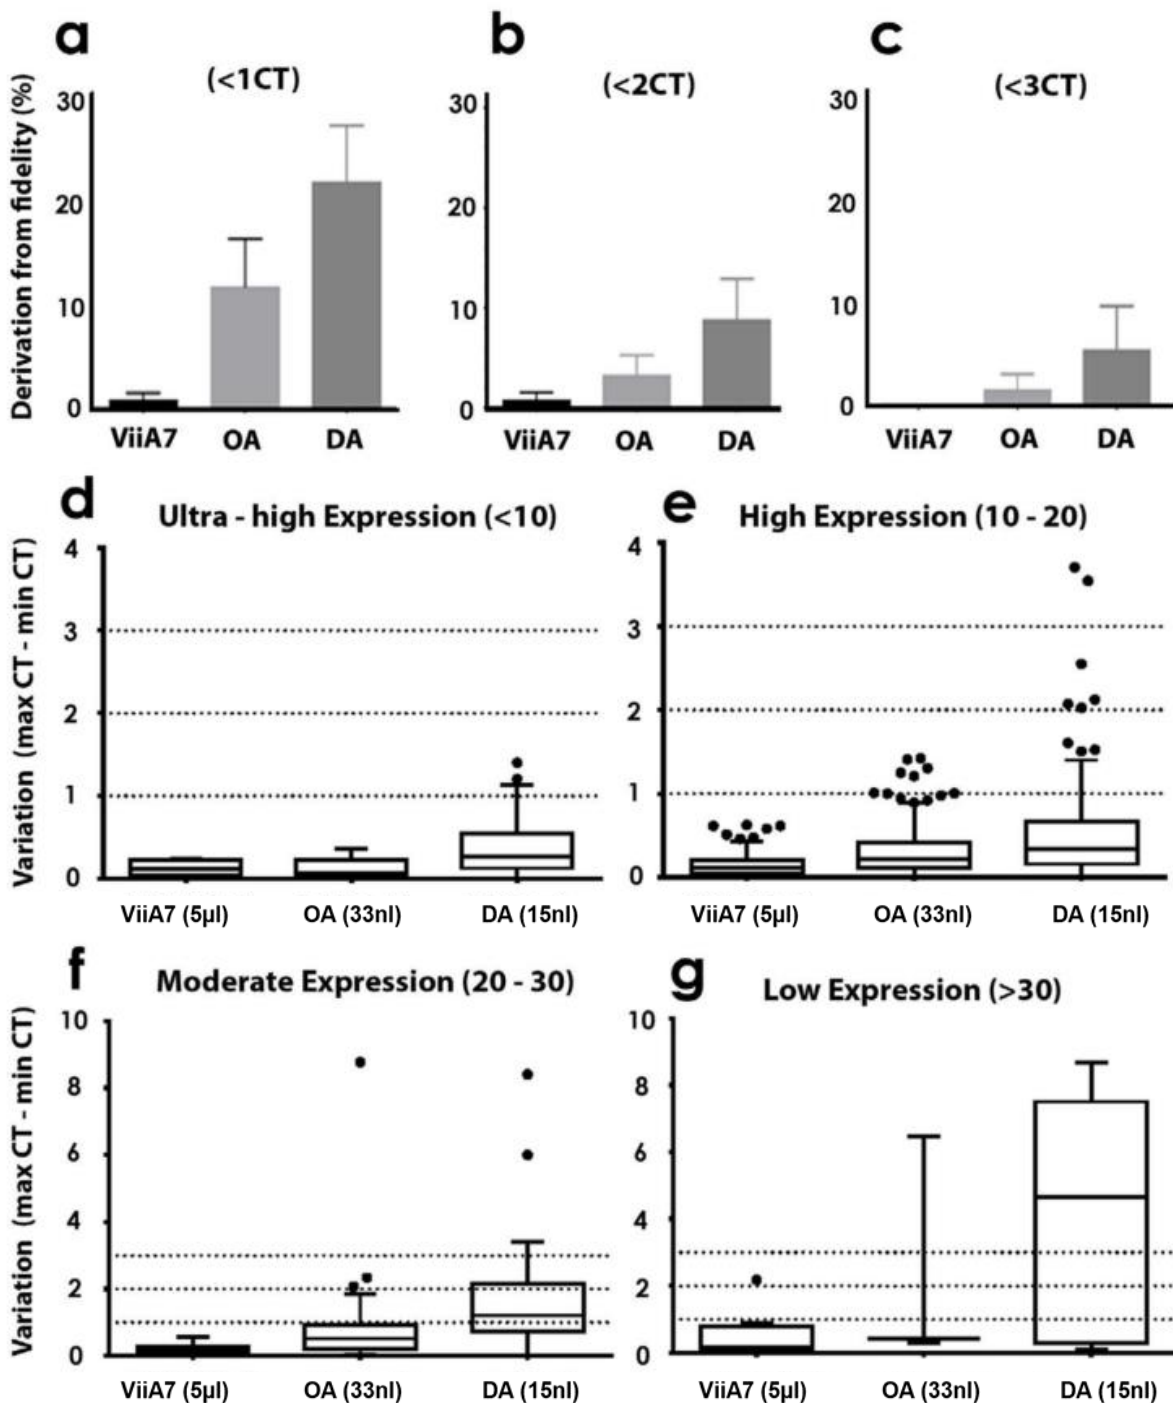 a
(<1CT)
b
(<2CT)
c
(<3CT)
Derivation from fidelity (%)
30
20
10
0
ViiA7 OA DA
30
20
10
0
ViiA7 OA DA
30
20
10
0
ViiA7 OA DA
d
Ultra - high Expression (<10)
Variation (max CT - min CT)
4
3
2
1
0
ViiA7 (5µl) OA (33nl) DA (15nl)
e
High Expression (10 - 20)
4
3
2
1
0
ViiA7 (5µl) OA (33nl) DA (15nl)
f
Moderate Expression (20 - 30)
Variation (max CT - min CT)
10
8
6
4
2
0
ViiA7 (5µl) OA (33nl) DA (15nl)
g
Low Expression (>30)
10
8
6
4
2
0
ViiA7 (5µl) OA (33nl) DA (15nl)